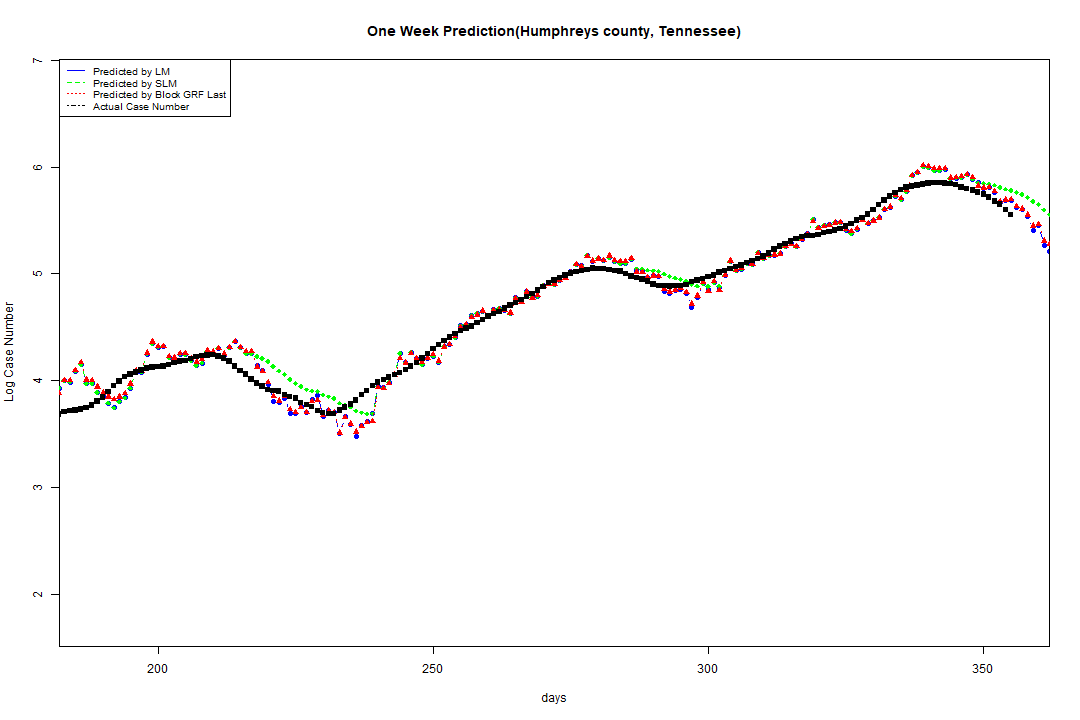 One Week Prediction(Humphreys county, Tennessee)
Predicted by LM
Predicted by SLM
Predicted by Block GRF Last
Actual Case Number
7
6
5
4
3
2
Log Case Number
200 250 300 350
days